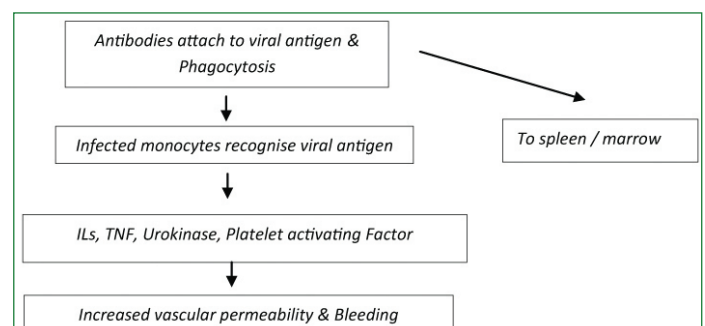 Antibodies attach to viral antigen &
Phagocytosis
To spleen / marrow
Infected monocytes recognise viral antigen
ILs, TNF, Urokinase, Platelet activating Factor
Increased vascular permeability & Bleeding